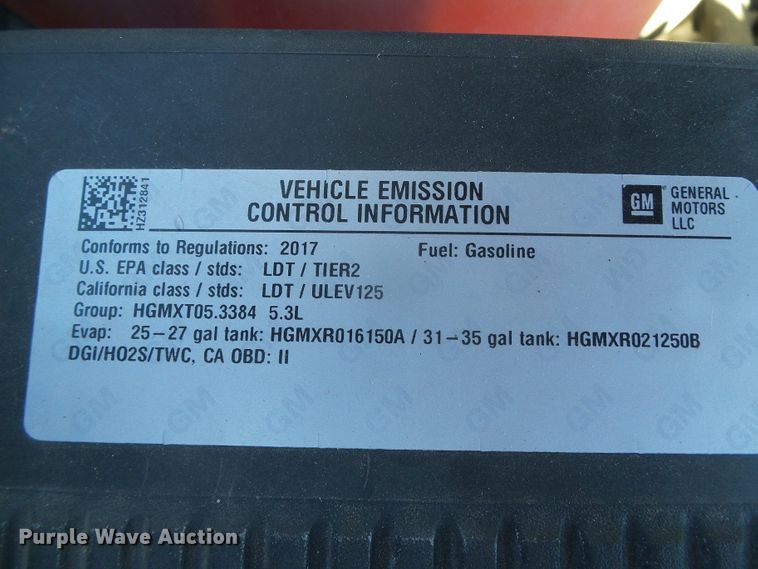 HZ312841
VEHICLE EMISSION
CONTROL INFORMATION
GM
GENERAL
MOTORS
LLC
Conforms to Regulations: 2017 Fuel: Gasoline
U.S. EPA class / stds: LDT / TIER2
California class / stds: LDT / ULEV125
Group: HGMXT05.3384 5.3L
Evap: 25-27 gal tank: HGMXR016150A / 31-35 gal tank: HGMXR021250B
DGI/HO2S/TWC, CA OBD: II
Purple Wave Auction